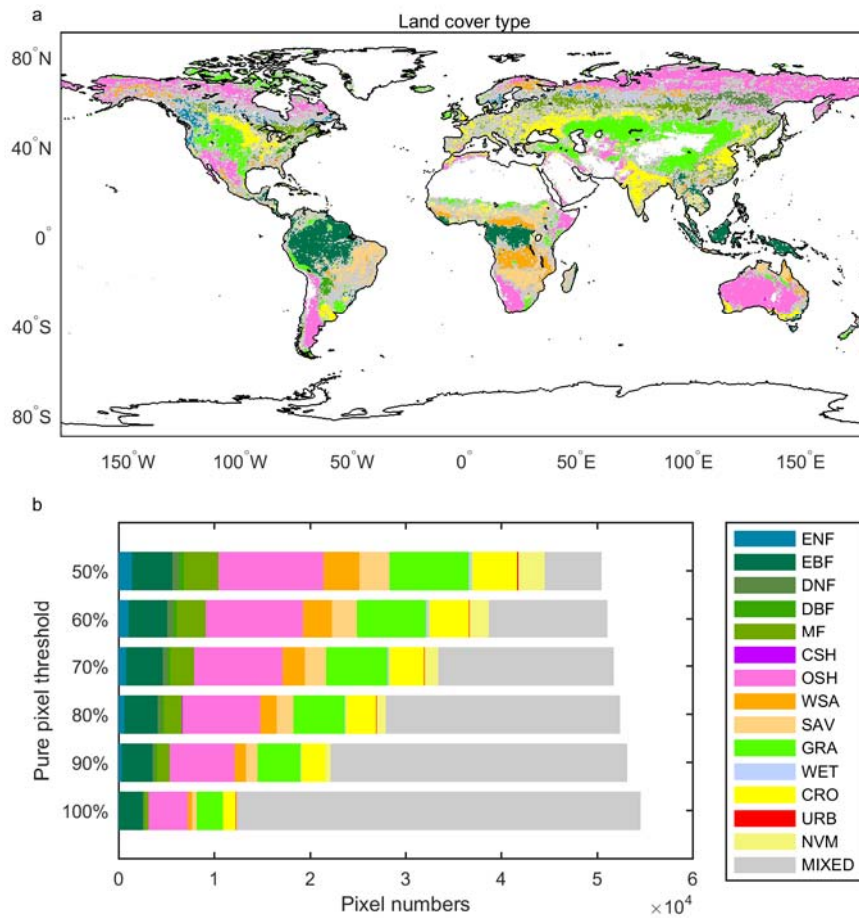 a
Land cover type
80°N
40°N
0°
40°S
80°S
150°W 100°W 50°W 0° 50°E 100°E 150°E
b
Pure pixel threshold
50%
60%
70%
80%
90%
100%
0 1 2 3 4 5 6
Pixel numbers
×10⁴
ENF
EBF
DNF
DBF
MF
CSH
OSH
WSA
SAV
GRA
WET
CRO
URB
NVM
MIXED